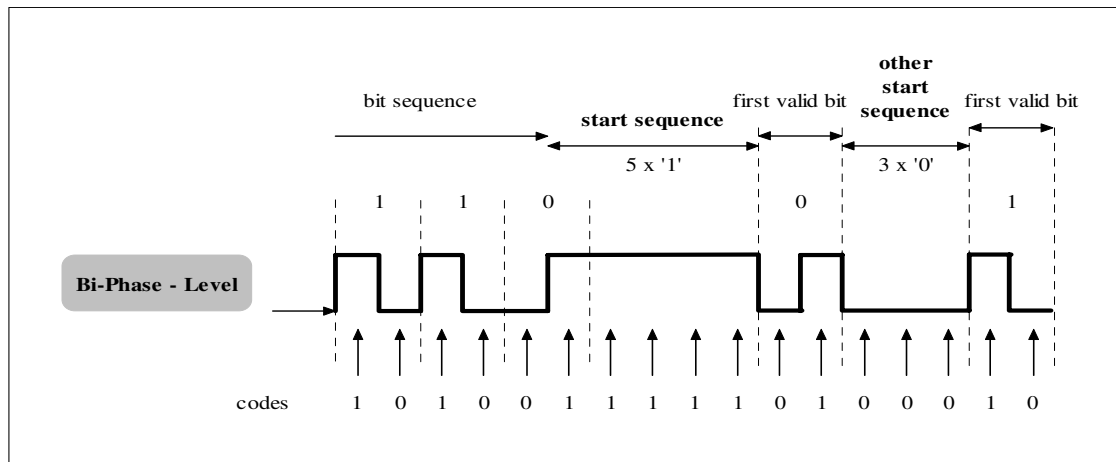 other
start
sequence
bit sequence
first valid bit
first valid bit
start sequence
5 x '1'
3 x '0'
1 1 0 0 1
Bi-Phase - Level
codes 1 0 1 0 0 1 1 1 1 1 0 1 0 0 0 1 0